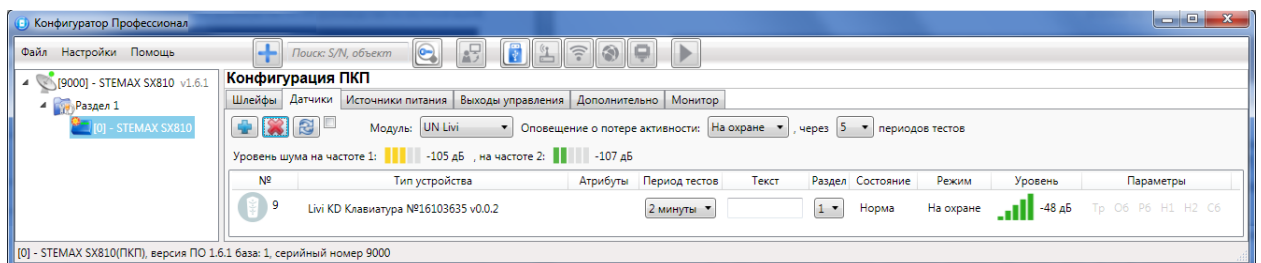 Конфигуратор Профессионал
Файл Настройки Помощь Поиск: S/N, объект
[9000] - STEMAX SX810 v1.6.1
Раздел 1
[0] - STEMAX SX810
Конфигурация ПКП
Шлейфы Датчики Источники питания Выходы управления Дополнительно Монитор
Модуль: UN Livi Оповещение о потере активности: На охране , через 5 периодов тестов
Уровень шума на частоте 1: -105 дБ , на частоте 2: -107 дБ
№ Тип устройства Атрибуты Период тестов Текст Раздел Состояние Режим Уровень Параметры
9 Livi KD Клавиатура №16103635 v0.0.2 2 минуты 1 Норма На охране -48 дБ Тр Об Рб Н1 Н2 Сб
[0] - STEMAX SX810(ПКП), версия ПО 1.6.1 база: 1, серийный номер 9000